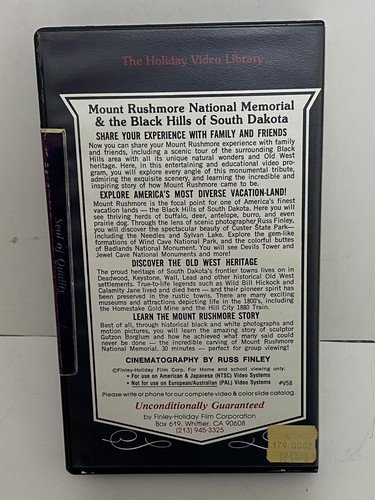 The Holiday Video Library
Mount Rushmore National Memorial
& the Black Hills of South Dakota
SHARE YOUR EXPERIENCE WITH FAMILY AND FRIENDS
Now you can share your Mount Rushmore experience with family
and friends, including a scenic tour of the surrounding Black
Hills area with all its unique natural wonders and Old West
heritage. Here, in this entertaining and educational video pro-
gram, you will explore every angle of this monumental tribute,
admiring the exquisite scenery, and learning the incredible and
inspiring story of how Mount Rushmore came to be.
EXPLORE AMERICA'S MOST DIVERSE VACATION-LAND!
Mount Rushmore is the focal point for one of America's finest
vacation lands — the Black Hills of South Dakota. Here you will
see thriving herds of buffalo, deer, antelope, burro, and even
prairie dog. Through the lens of scenic photographer Russ Finley,
you will discover the spectacular beauty of Custer State Park—
including the Needles and Sylvan Lake. Explore the gem-like
formations of Wind Cave National Park, and the colorful buttes
of Badlands National Monument. You will see Devils Tower and
Jewel Cave National Monuments and more!
DISCOVER THE OLD WEST HERITAGE
The proud heritage of South Dakota's frontier towns lives on in
Deadwood, Keystone, Wall, Lead and other historical Old West
settlements. True-to-life legends such as Wild Bill Hickock and
Calamity Jane lived and died here — and their pioneer spirit has
been preserved in the rustic towns. There are many exciting
museums and attractions depicting life in the 1800's, including
the Homestake Gold Mine and the Hill City 1880 Train.
LEARN THE MOUNT RUSHMORE STORY
Best of all, through historical black and white photographs and
motion pictures, you will learn the amazing story of sculptor
Gutzon Borglum and how he achieved what many said could
never be done — the incredible carving of Mount Rushmore
National Memorial. 30 minutes — perfect for group viewing!
CINEMATOGRAPHY BY RUSS FINLEY
©Finley-Holiday Film Corp. For home and school viewing only.
• For use on American & Japanese (NTSC) Video Systems
• Not for use on European/Australian (PAL) Video Systems #V58
Please write or phone for our complete video & color slide catalog.
Unconditionally Guaranteed
by Finley-Holiday Film Corporation
Box 619, Whittier, CA 90608
(213) 945-3325
Seal of Quality